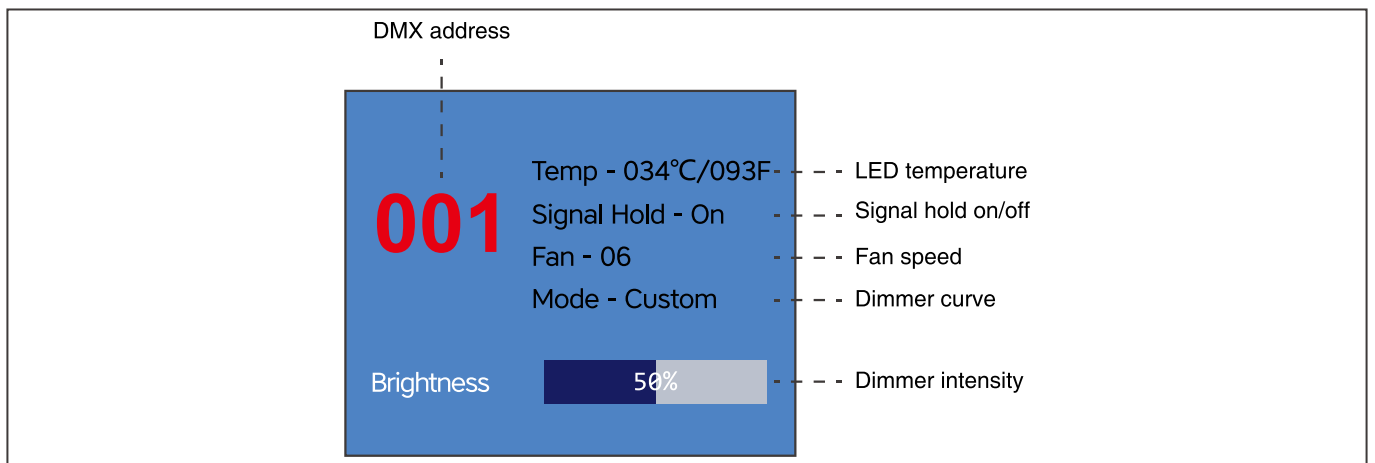 DMX address
001
Temp - 034℃/093F
LED temperature
Signal Hold - On
Signal hold on/off
Fan - 06
Fan speed
Mode - Custom
Dimmer curve
Brightness
50%
Dimmer intensity